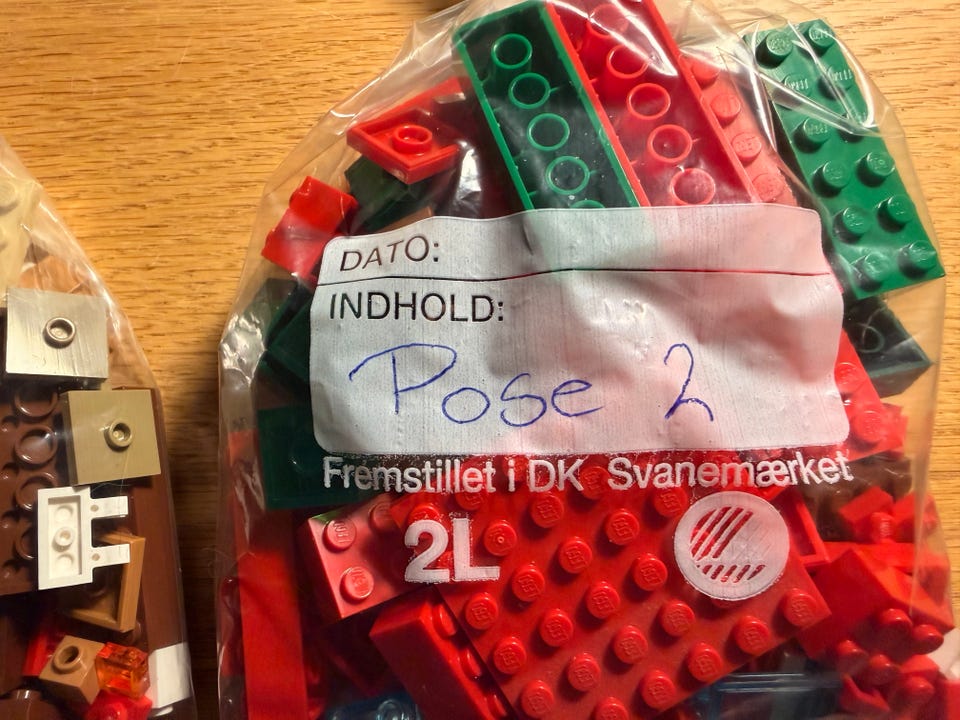 DATO:
INDHOLD:
Pose 2
Fremstillet i DK Svanemærket
2L